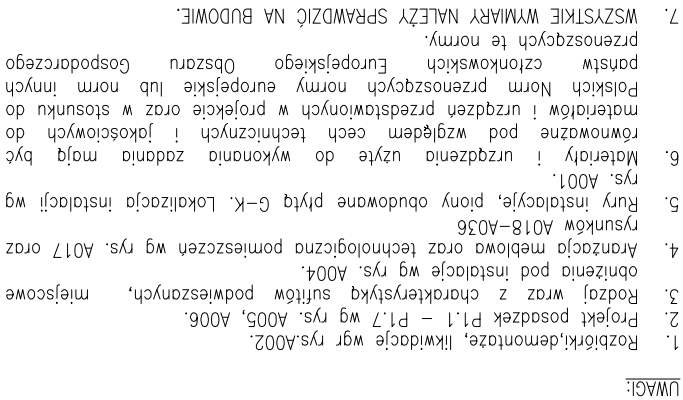 UWAGI:
1. Rozbiórki,demontaże, likwidacje wgr rys.A002.
2. Projekt posadzek P1.1 – P1.7 wg rys. A005, A006.
3. Rodzaj wraz z charakterystyką sufitów podwieszanych, miejscowe
obniżenia pod instalacje wg rys. A004.
4. Aranżacja meblowa oraz technologiczna pomieszczeń wg rys. A017 oraz
rysunków A018–A036
5. Rury instalacyje, piony obudowane płytą G–K. Lokalizacja instalacji wg
rys. A001.
6. Materiały i urządzenia użyte do wykonania zadania mają być
równoważne pod względem cech technicznych i jakościowych do
materiałów i urządzeń przedstawionych w projekcie oraz w stosunku do
Polskich Norm przenoszących normy europejskie lub norm innych
państw członkowskich Europejskiego Obszaru Gospodarczego
przenoszących te normy.
7. WSZYSTKIE WYMIARY NALEŻY SPRAWDZIĆ NA BUDOWIE.